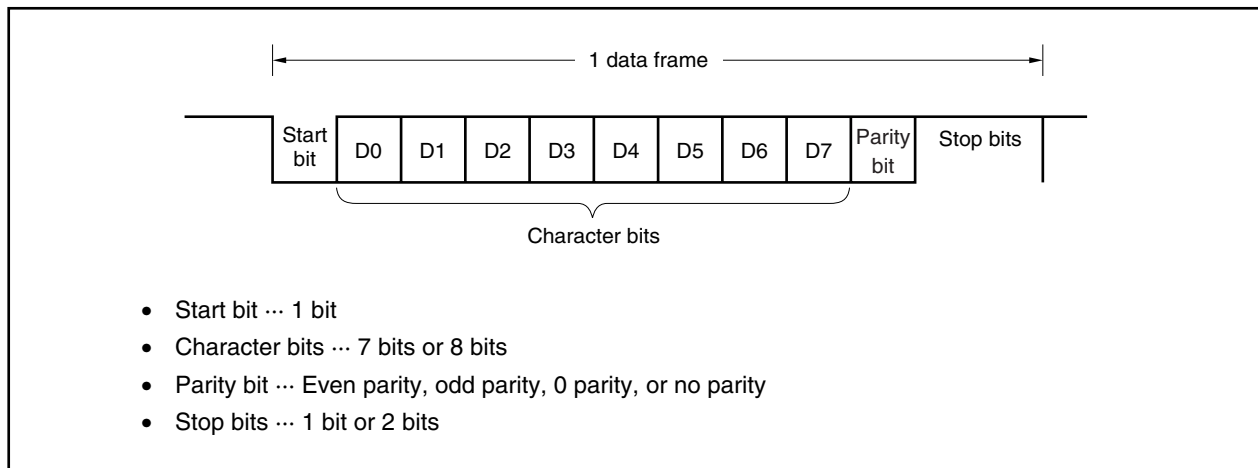 1 data frame
Start bit D0 D1 D2 D3 D4 D5 D6 D7 Parity bit Stop bits
Character bits
• Start bit ··· 1 bit
• Character bits ··· 7 bits or 8 bits
• Parity bit ··· Even parity, odd parity, 0 parity, or no parity
• Stop bits ··· 1 bit or 2 bits